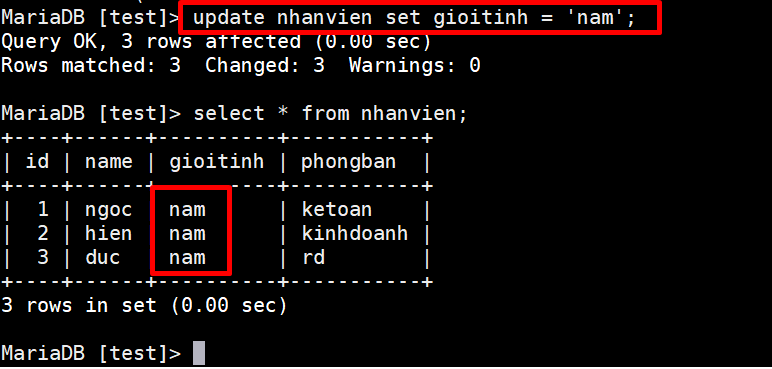 MariaDB [test]> update nhanvien set gioitinh = 'nam';
Query OK, 3 rows affected (0.00 sec)
Rows matched: 3  Changed: 3  Warnings: 0
MariaDB [test]> select * from nhanvien;
+----+------+----------+-----------+
| id | name | gioitinh | phongban  |
+----+------+----------+-----------+
|  1 | ngoc | nam      | ketoan    |
|  2 | hien | nam      | kinhdoanh |
|  3 | duc  | nam      | rd        |
+----+------+----------+-----------+
3 rows in set (0.00 sec)
MariaDB [test]>